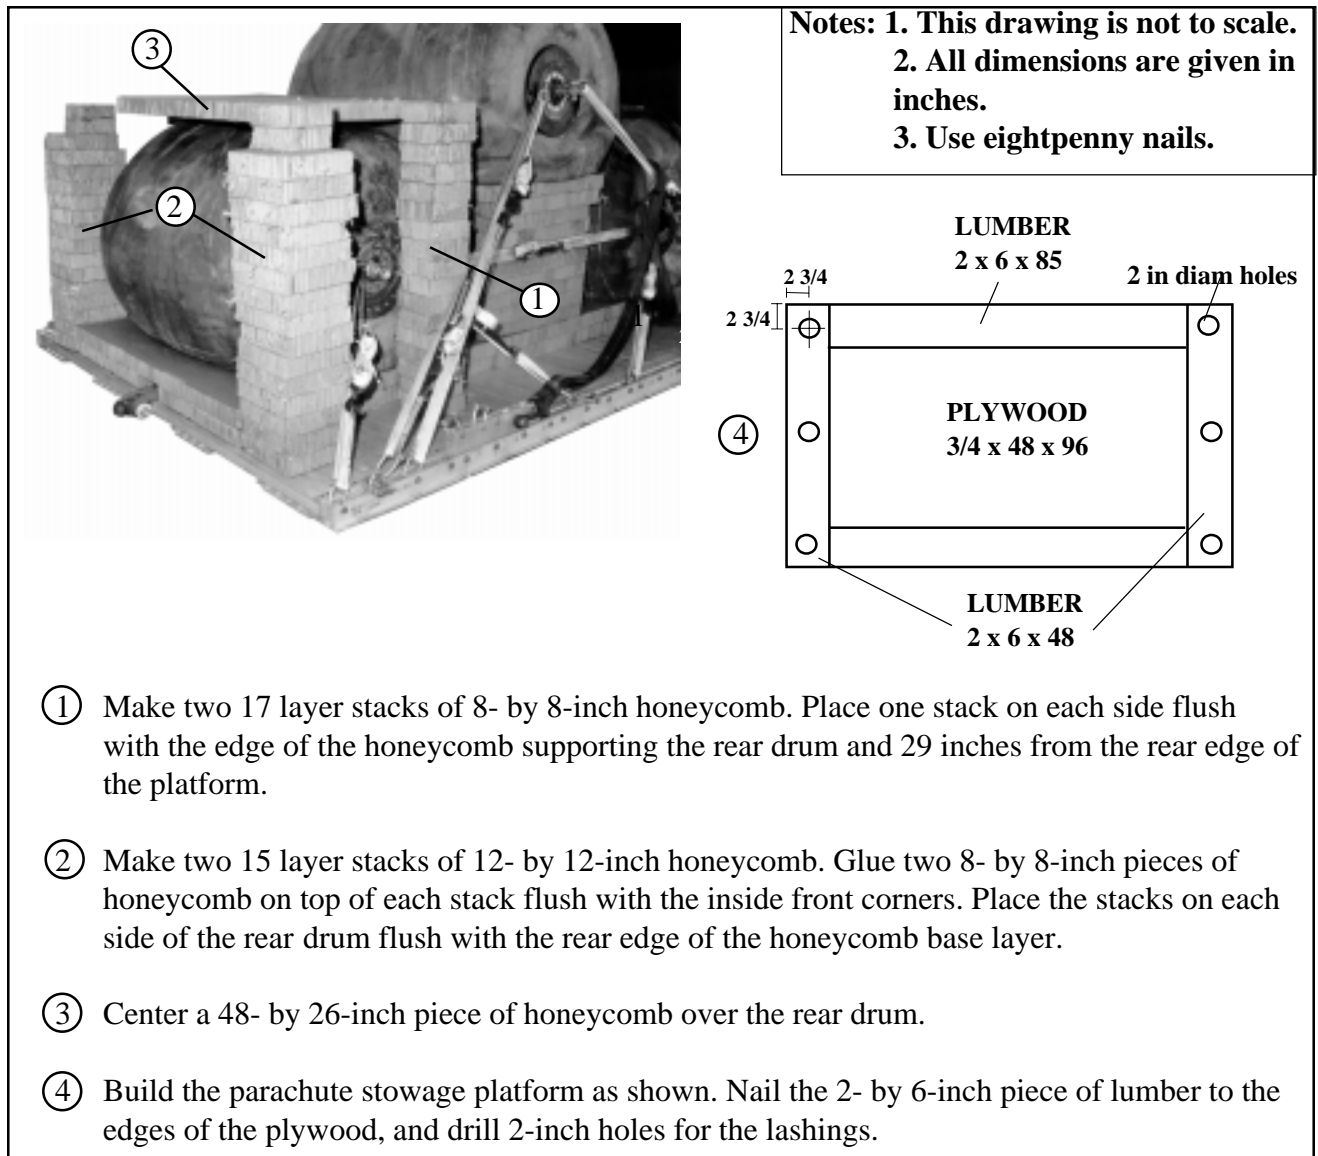 3
2
1
1
Notes: 1. This drawing is not to scale.
2. All dimensions are given in
inches.
3. Use eightpenny nails.
LUMBER
2 x 6 x 85
2 3/4
2 in diam holes
2 3/4
PLYWOOD
3/4 x 48 x 96
4
LUMBER
2 x 6 x 48
1 Make two 17 layer stacks of 8- by 8-inch honeycomb. Place one stack on each side flush
with the edge of the honeycomb supporting the rear drum and 29 inches from the rear edge of
the platform.
2 Make two 15 layer stacks of 12- by 12-inch honeycomb. Glue two 8- by 8-inch pieces of
honeycomb on top of each stack flush with the inside front corners. Place the stacks on each
side of the rear drum flush with the rear edge of the honeycomb base layer.
3 Center a 48- by 26-inch piece of honeycomb over the rear drum.
4 Build the parachute stowage platform as shown. Nail the 2- by 6-inch piece of lumber to the
edges of the plywood, and drill 2-inch holes for the lashings.